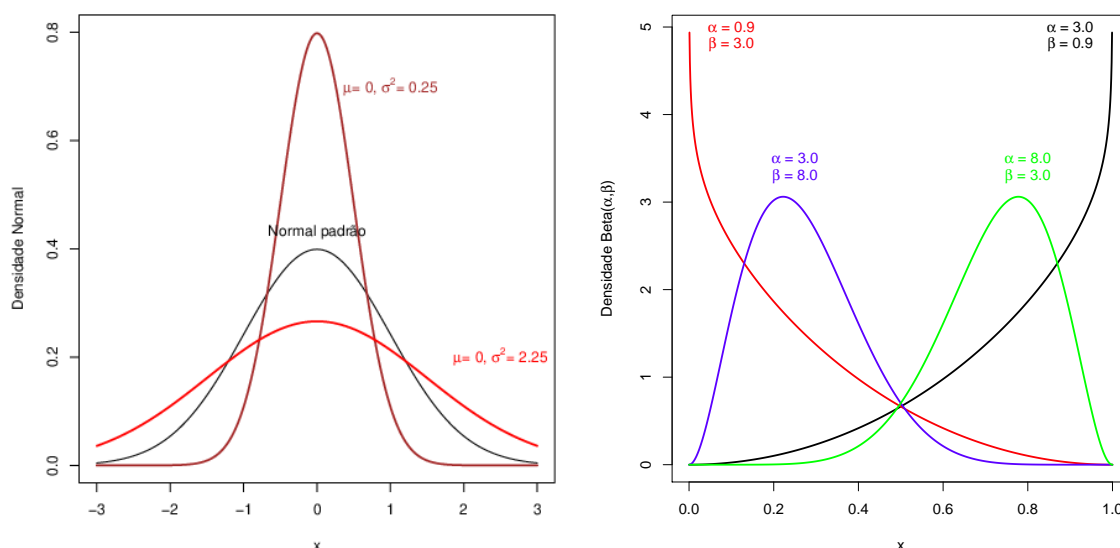 Densidade Normal
0.8
0.6
0.4
0.2
0.0
μ= 0, σ²= 0.25
Normal padrão
μ= 0, σ²= 2.25
−3
−2
−1
0
1
2
3
x
Densidade Beta(α,β)
5
4
3
2
1
0
α = 0.9
β = 3.0
α = 3.0
β = 0.9
α = 3.0
β = 8.0
α = 8.0
β = 3.0
0.0
0.2
0.4
0.6
0.8
1.0
x